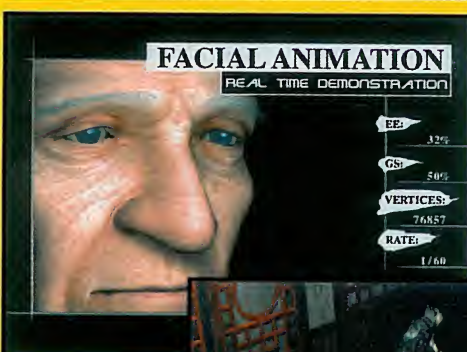 FACIAL ANIMATION
REAL TIME DEMONSTRATION
EE:
32%
GS:
50%
VERTICES:
76857
RATE:
1/60